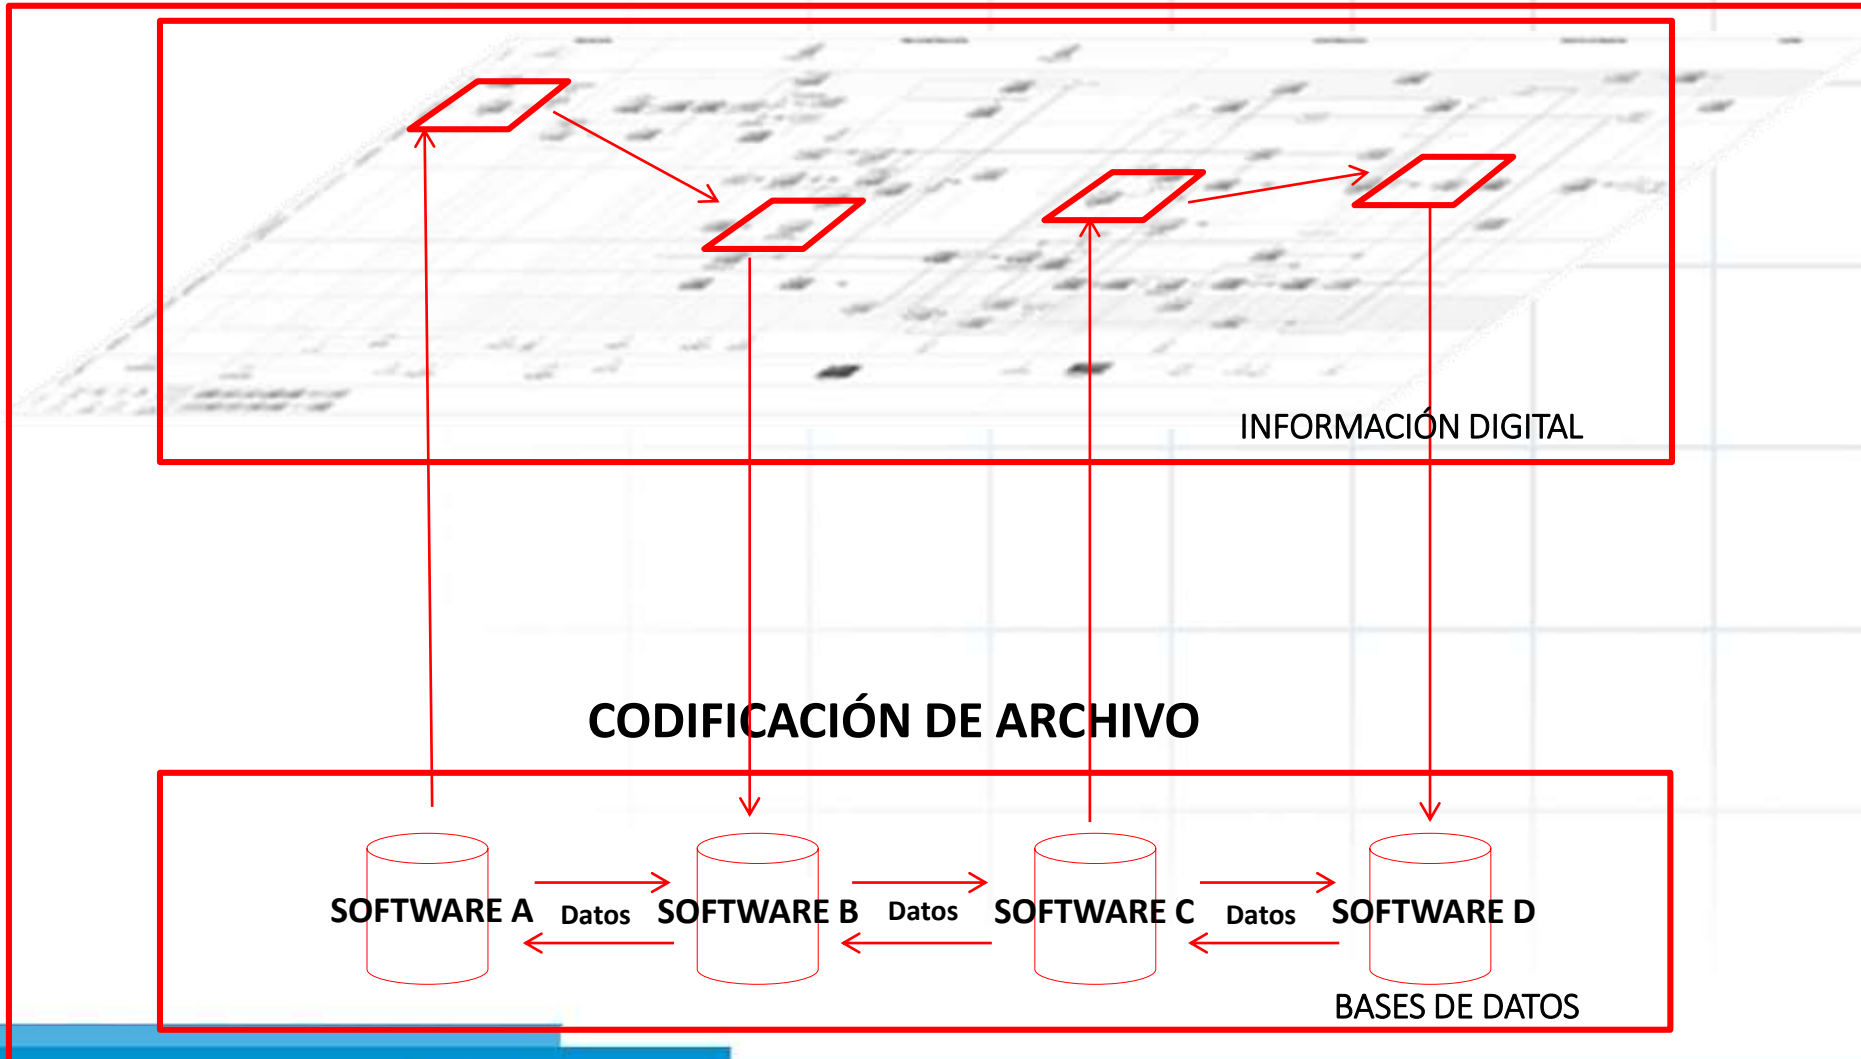 INFORMACIÓN DIGITAL
CODIFICACIÓN DE ARCHIVO
SOFTWARE A Datos SOFTWARE B Datos SOFTWARE C Datos SOFTWARE D
BASES DE DATOS